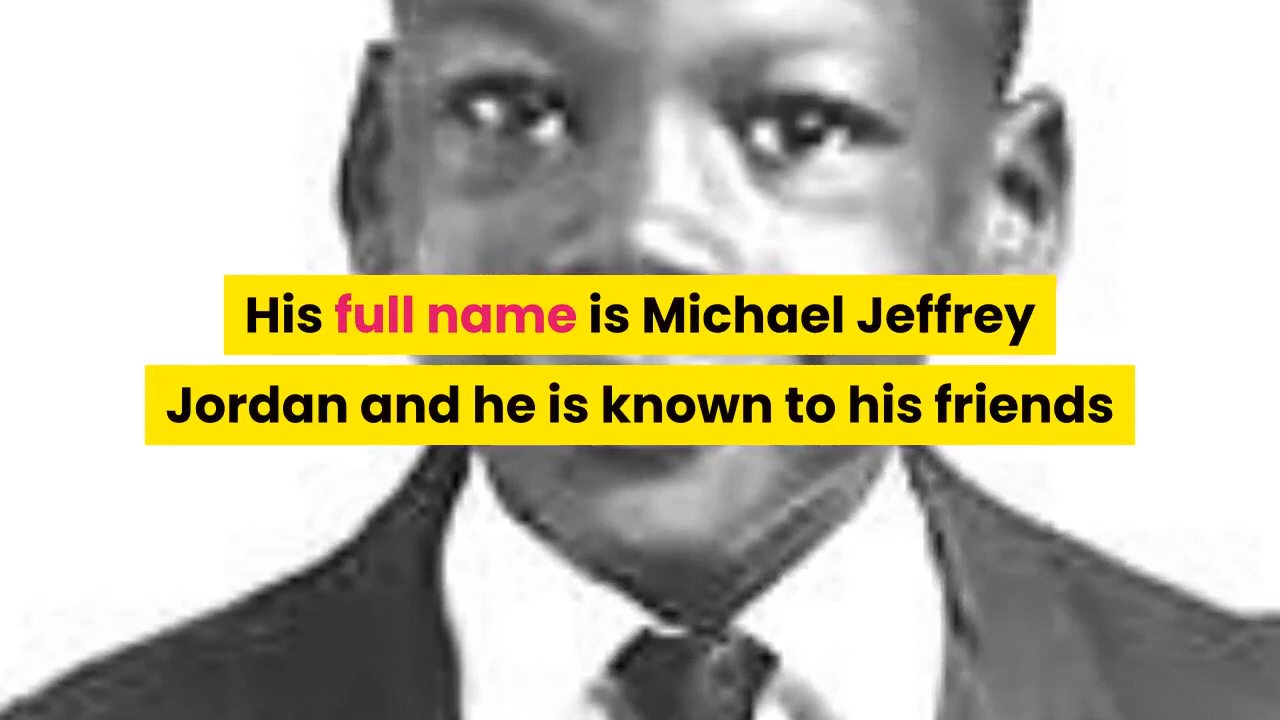 His full name is Michael Jeffrey
Jordan and he is known to his friends